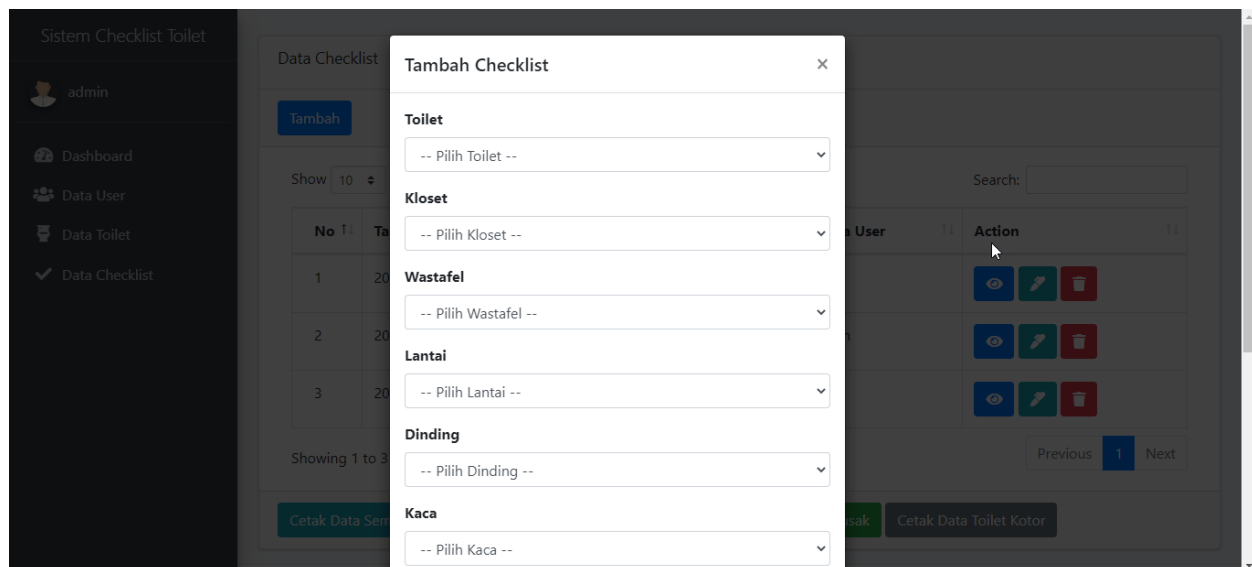 Sistem Checklist Toilet
admin
Dashboard
Data User
Data Toilet
Data Checklist
Data Checklist
Tambah
Show 10
Search:
No
User
Action
1
2
3
Showing 1 to 3
Previous 1 Next
Cetak Data
Cetak Data Toilet Kotor
Tambah Checklist ×
Toilet
-- Pilih Toilet --
Kloset
-- Pilih Kloset --
Wastafel
-- Pilih Wastafel --
Lantai
-- Pilih Lantai --
Dinding
-- Pilih Dinding --
Kaca
-- Pilih Kaca --